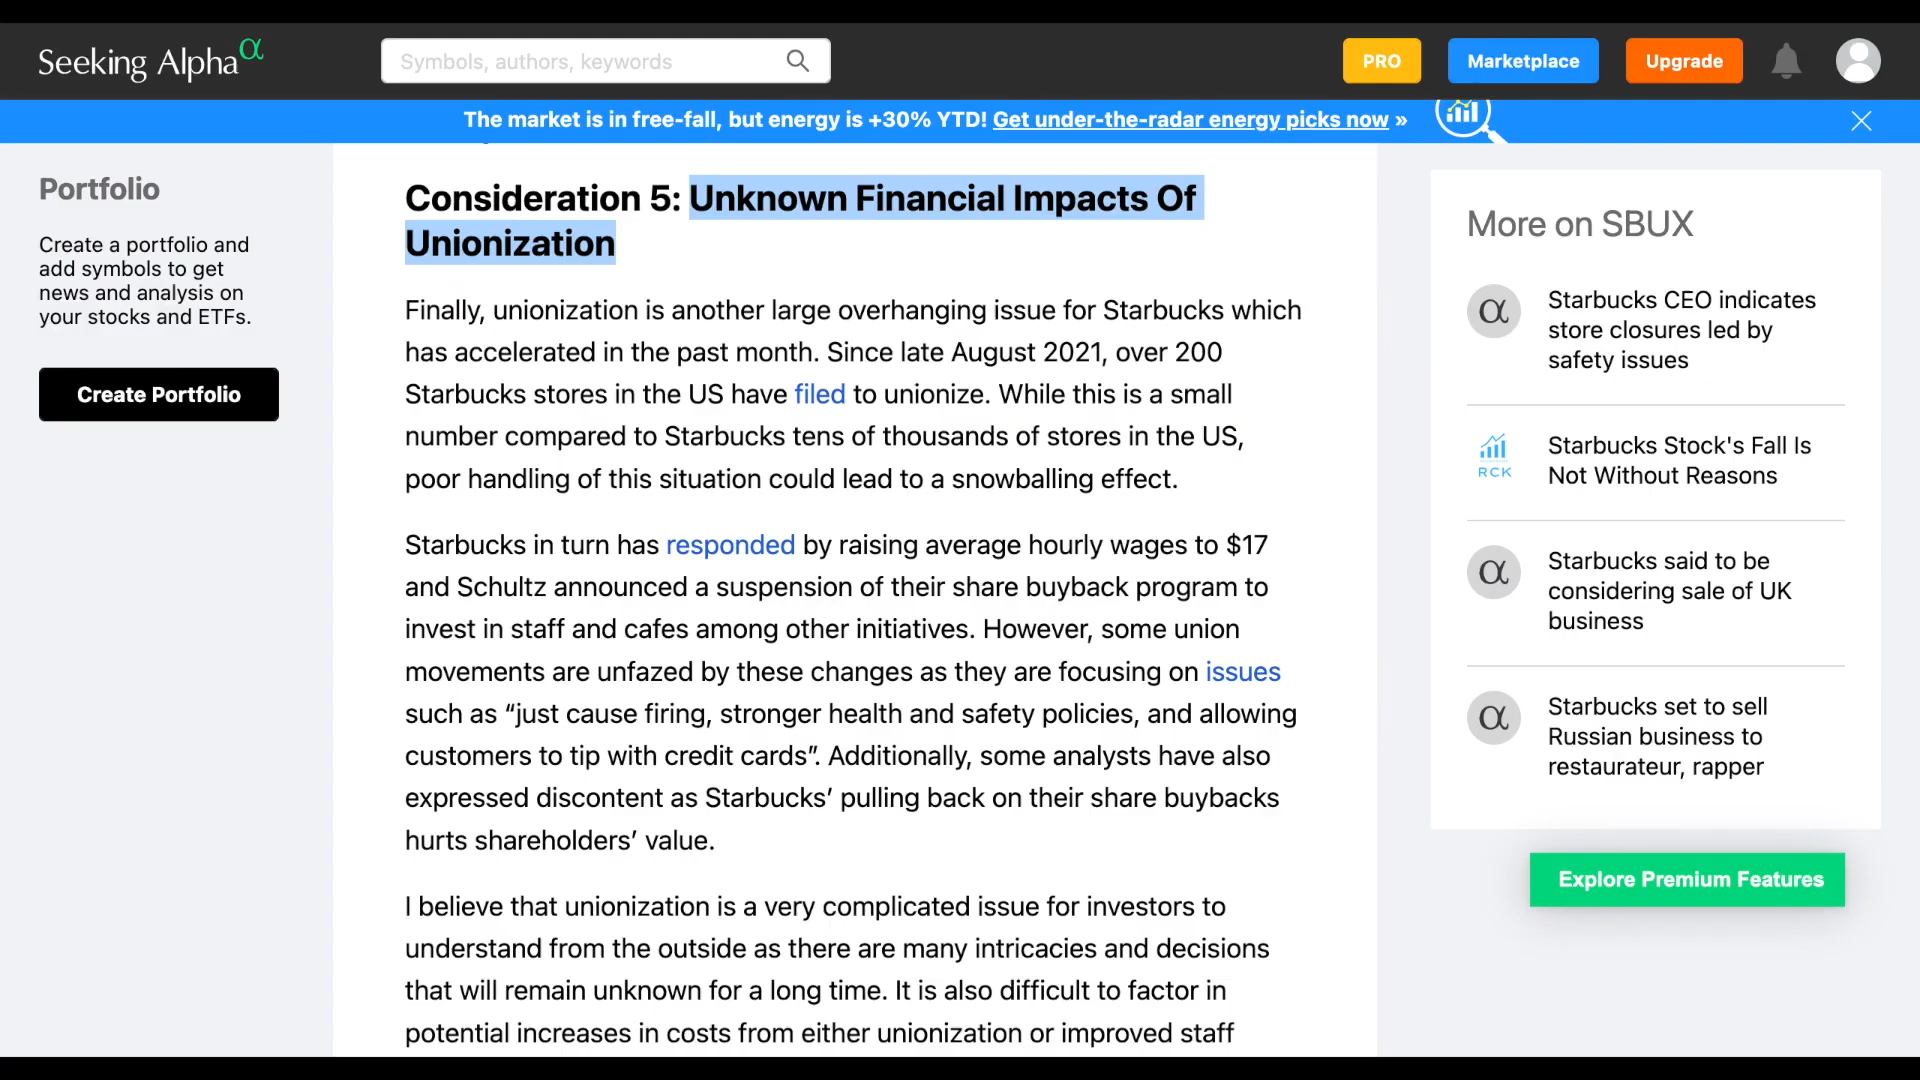 Seeking Alpha α
Symbols, authors, keywords
PRO
Marketplace
Upgrade
The market is in free-fall, but energy is +30% YTD! Get under-the-radar energy picks now »
Portfolio
Create a portfolio and
add symbols to get
news and analysis on
your stocks and ETFs.
Create Portfolio
Consideration 5: Unknown Financial Impacts Of
Unionization
Finally, unionization is another large overhanging issue for Starbucks which
has accelerated in the past month. Since late August 2021, over 200
Starbucks stores in the US have filed to unionize. While this is a small
number compared to Starbucks tens of thousands of stores in the US,
poor handling of this situation could lead to a snowballing effect.
Starbucks in turn has responded by raising average hourly wages to $17
and Schultz announced a suspension of their share buyback program to
invest in staff and cafes among other initiatives. However, some union
movements are unfazed by these changes as they are focusing on issues
such as “just cause firing, stronger health and safety policies, and allowing
customers to tip with credit cards”. Additionally, some analysts have also
expressed discontent as Starbucks’ pulling back on their share buybacks
hurts shareholders’ value.
I believe that unionization is a very complicated issue for investors to
understand from the outside as there are many intricacies and decisions
that will remain unknown for a long time. It is also difficult to factor in
potential increases in costs from either unionization or improved staff
More on SBUX
α
Starbucks CEO indicates
store closures led by
safety issues
RCK
Starbucks Stock's Fall Is
Not Without Reasons
α
Starbucks said to be
considering sale of UK
business
α
Starbucks set to sell
Russian business to
restaurateur, rapper
Explore Premium Features